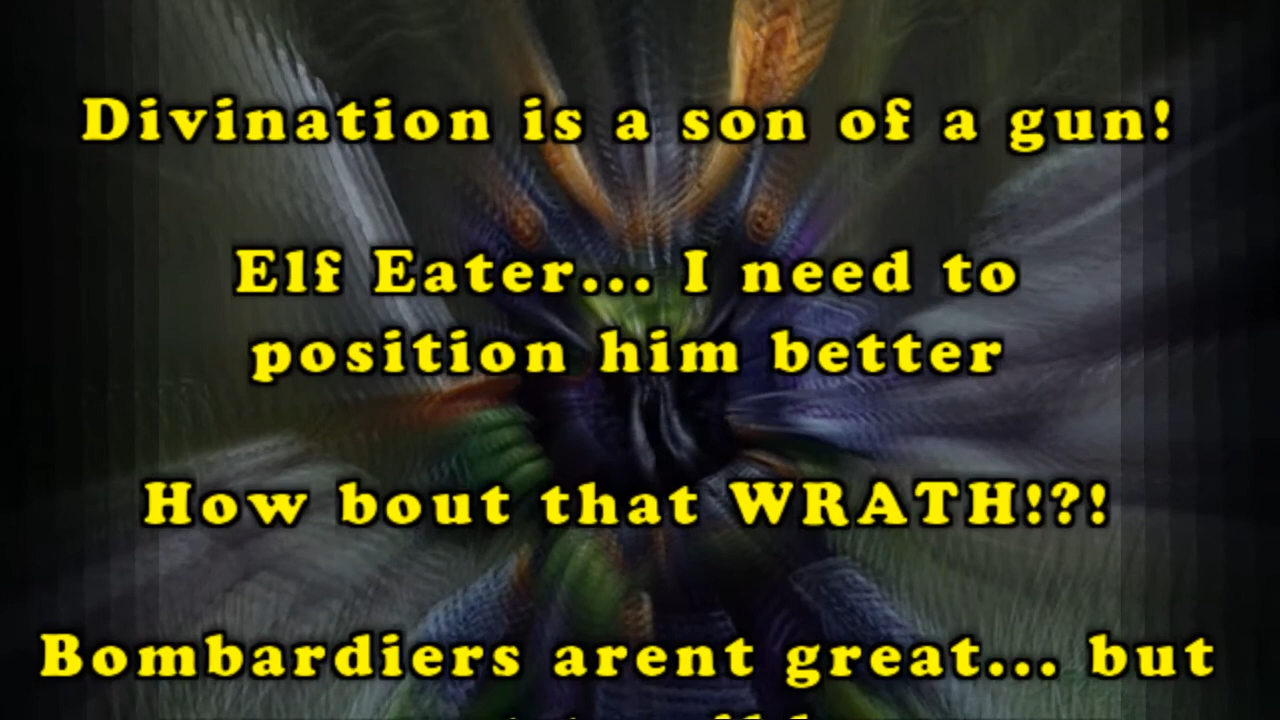 Divination is a son of a gun!
Elf Eater... I need to
position him better
How bout that WRATH!?!
Bombardiers arent great... but